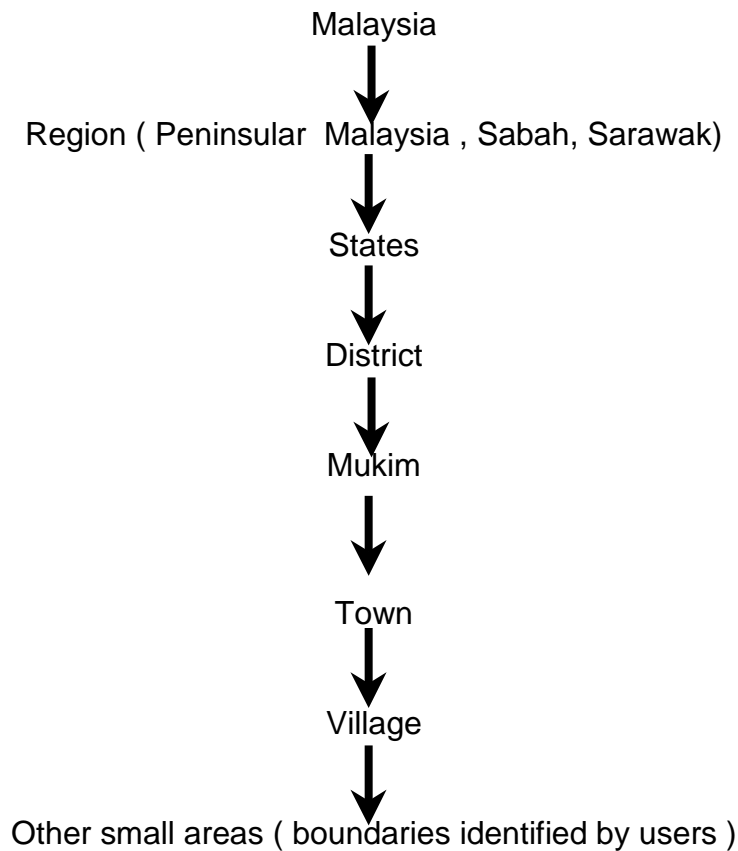 Malaysia
Region ( Peninsular Malaysia , Sabah, Sarawak)
States
District
Mukim
Town
Village
Other small areas ( boundaries identified by users )